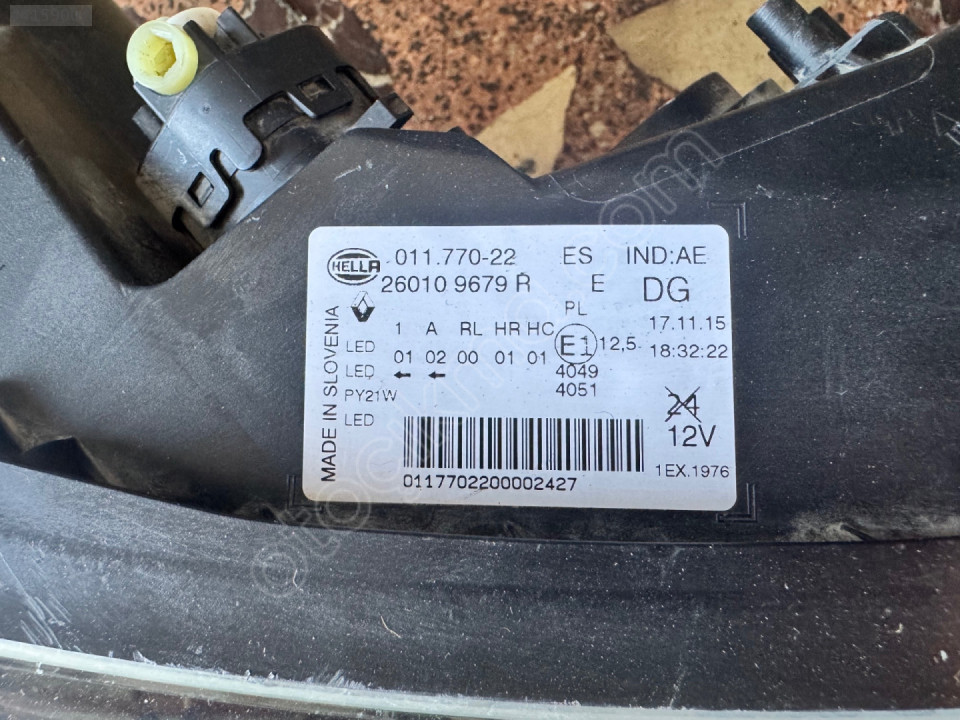 HELLA 011.770-22 ES IND:AE
26010 9679 R E DG
PL
1 A RL HR HC E1 12,5 17.11.15
LED 01 02 00 01 01 18:32:22
LED ← ← 4049
PY21W 4051 24
LED 12V
MADE IN SLOVENIA
1EX.1976
0117702200002427
otocikmo.com